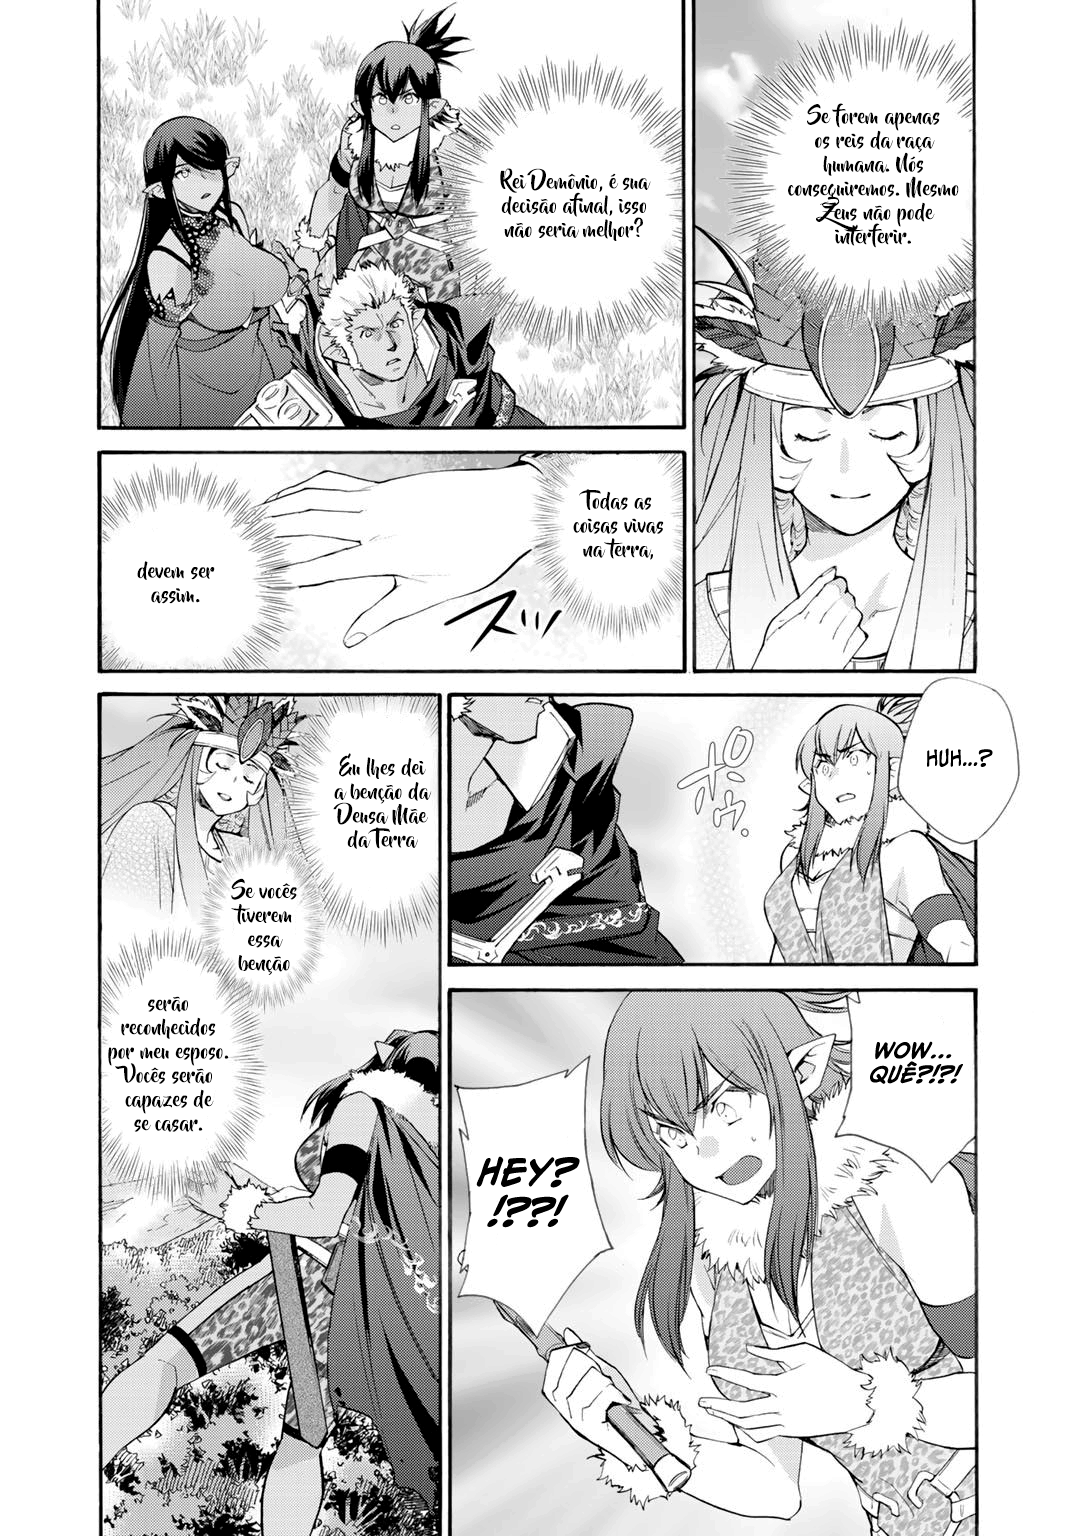 Se forem apenas
os reis da raça
humana. Nós
conseguiremos. Mesmo
Zeus não pode
interferir.
Rei Demônio, é sua
decisão afinal, isso
não seria melhor?
Todas as
coisas vivas
na terra,
スッ
devem ser
assim.
HUH...?
ポゥ.
Eu lhes dei
a benção da
Deusa Mãe
da Terra
Se vocês
tiverem
essa
benção
serão
reconhecidos
por meu esposo.
Vocês serão
capazes de
se casar.
WOW...
QUÊ?!?!
HEY?
!??!